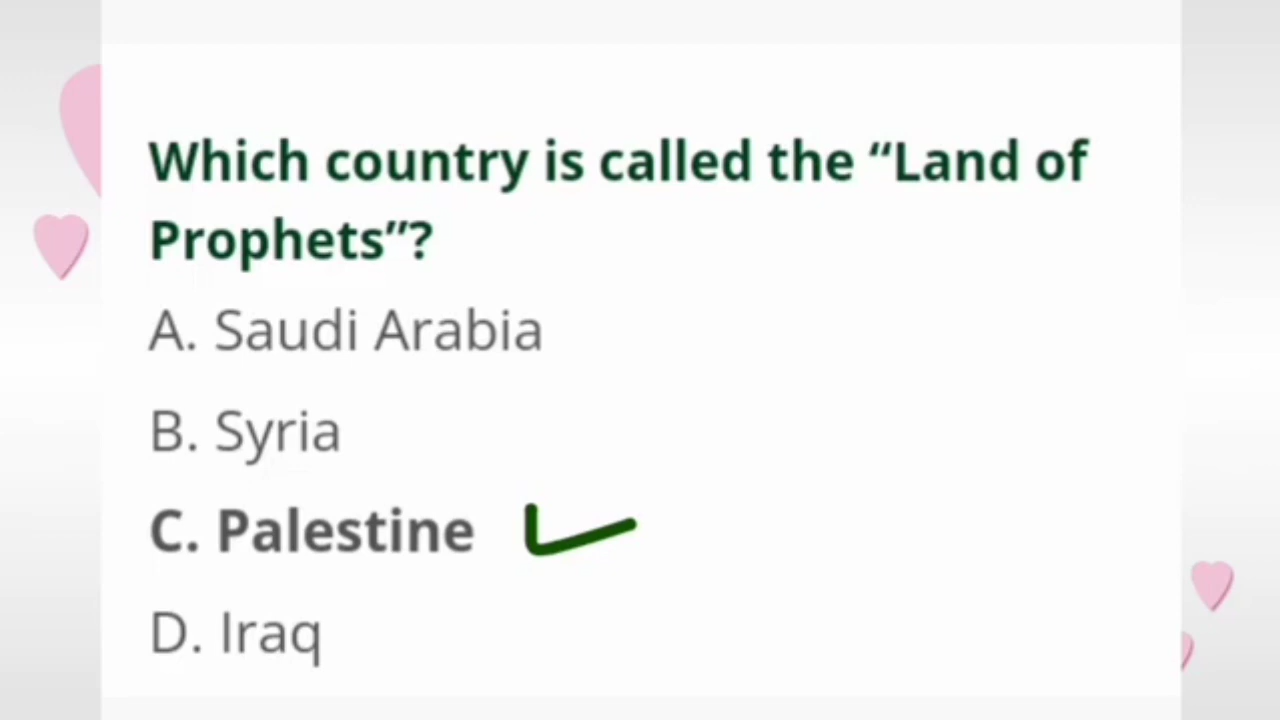 Which country is called the “Land of
Prophets”?
A. Saudi Arabia
B. Syria
C. Palestine
D. Iraq